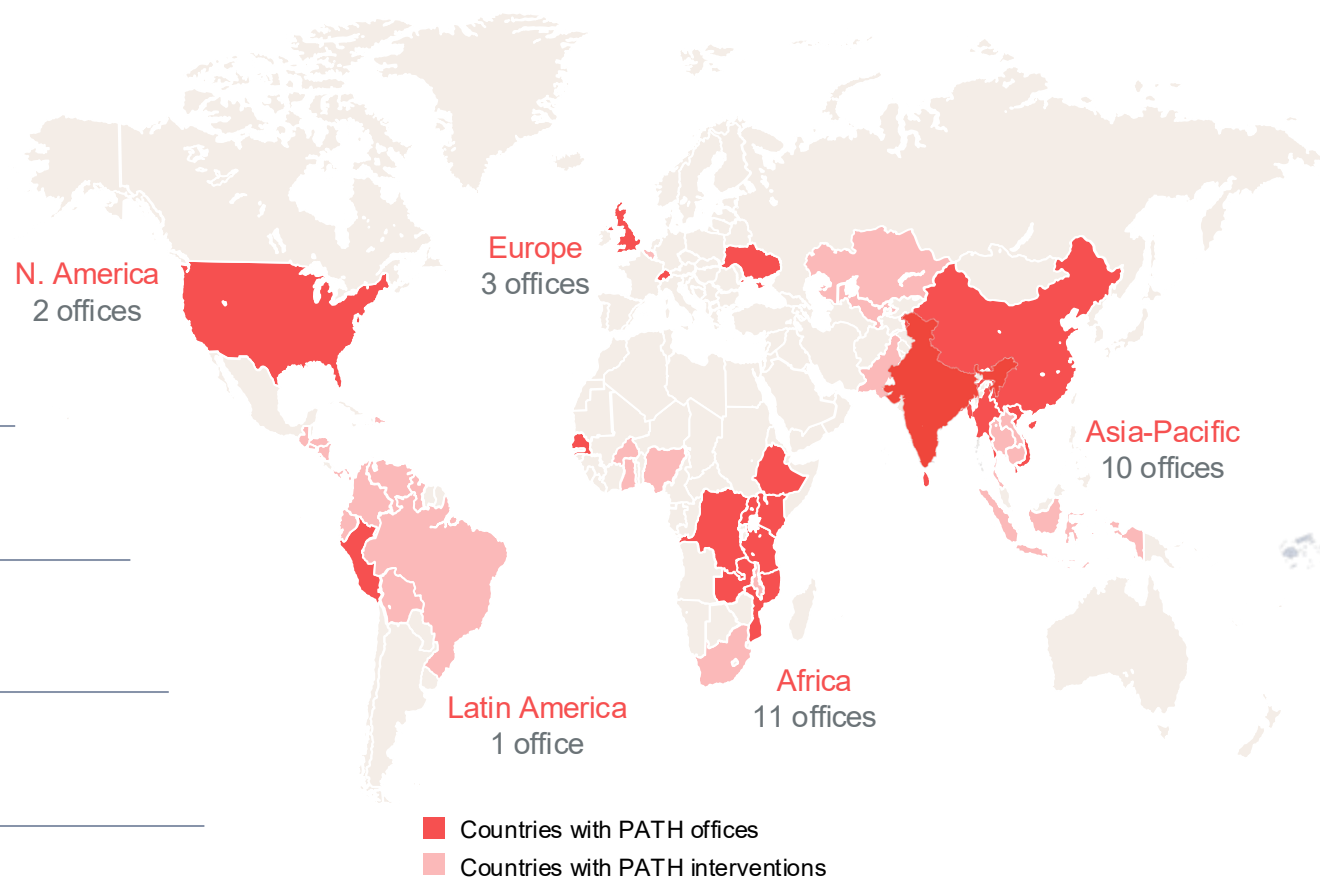 N. America
2 offices
Europe
3 offices
Asia-Pacific
10 offices
Africa
11 offices
Latin America
1 office
Countries with PATH offices
Countries with PATH interventions